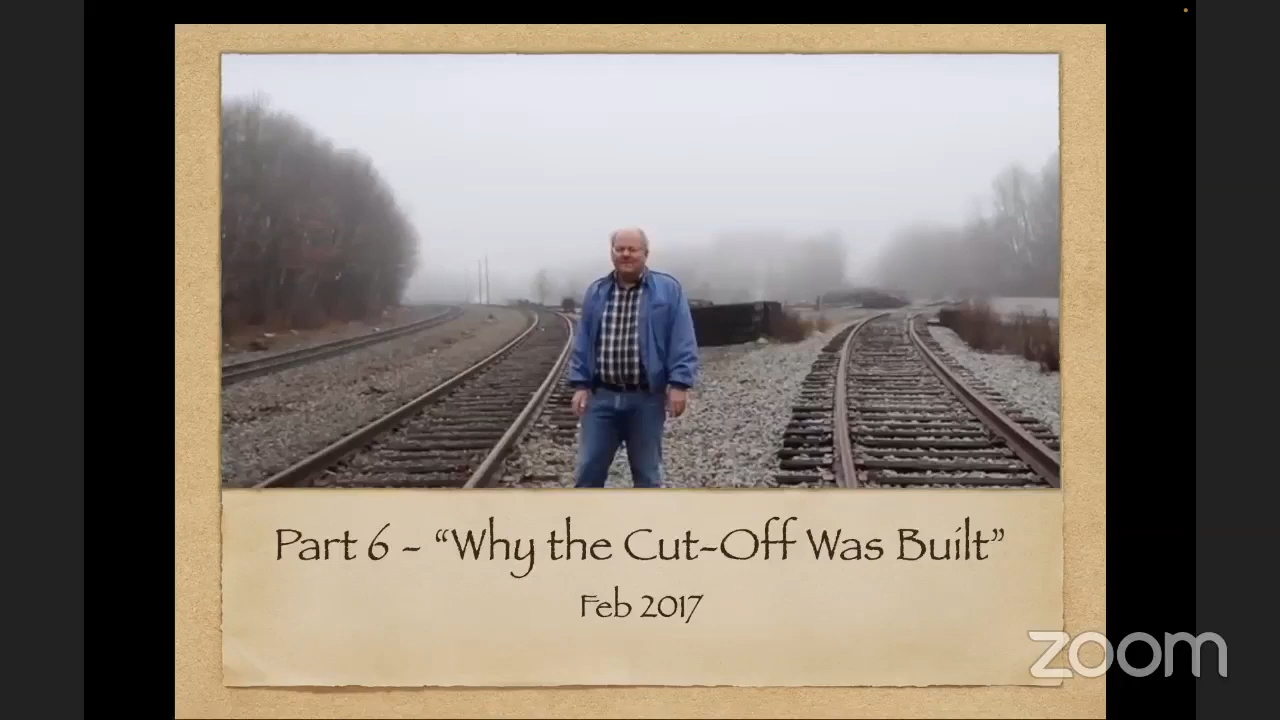 Part 6 - “Why the Cut-Off Was Built”
Feb 2017
zoom